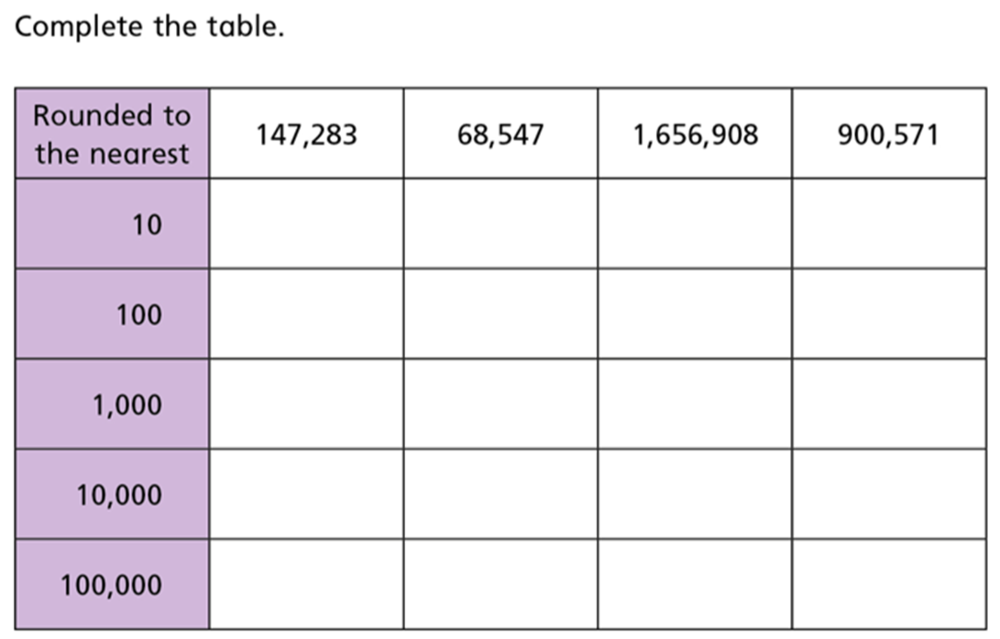 Complete the table.
Rounded to
the nearest
147,283 68,547 1,656,908 900,571
10
100
1,000
10,000
100,000